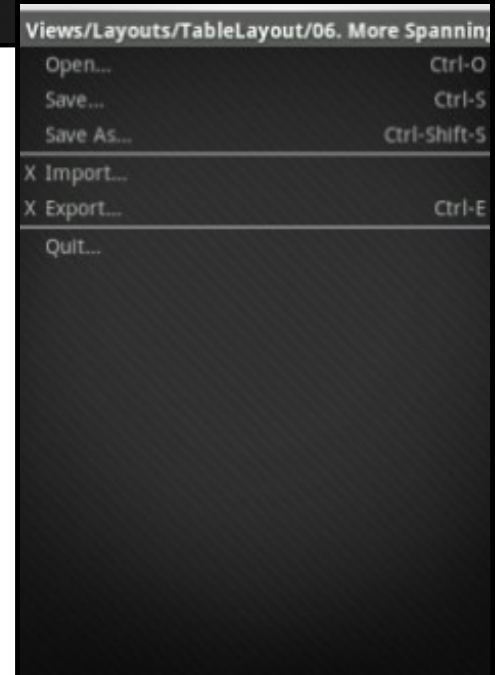 Views/Layouts/TableLayout/06. More Spanning
Open... Ctrl-O
Save... Ctrl-S
Save As... Ctrl-Shift-S
X Import...
X Export... Ctrl-E
Quit...